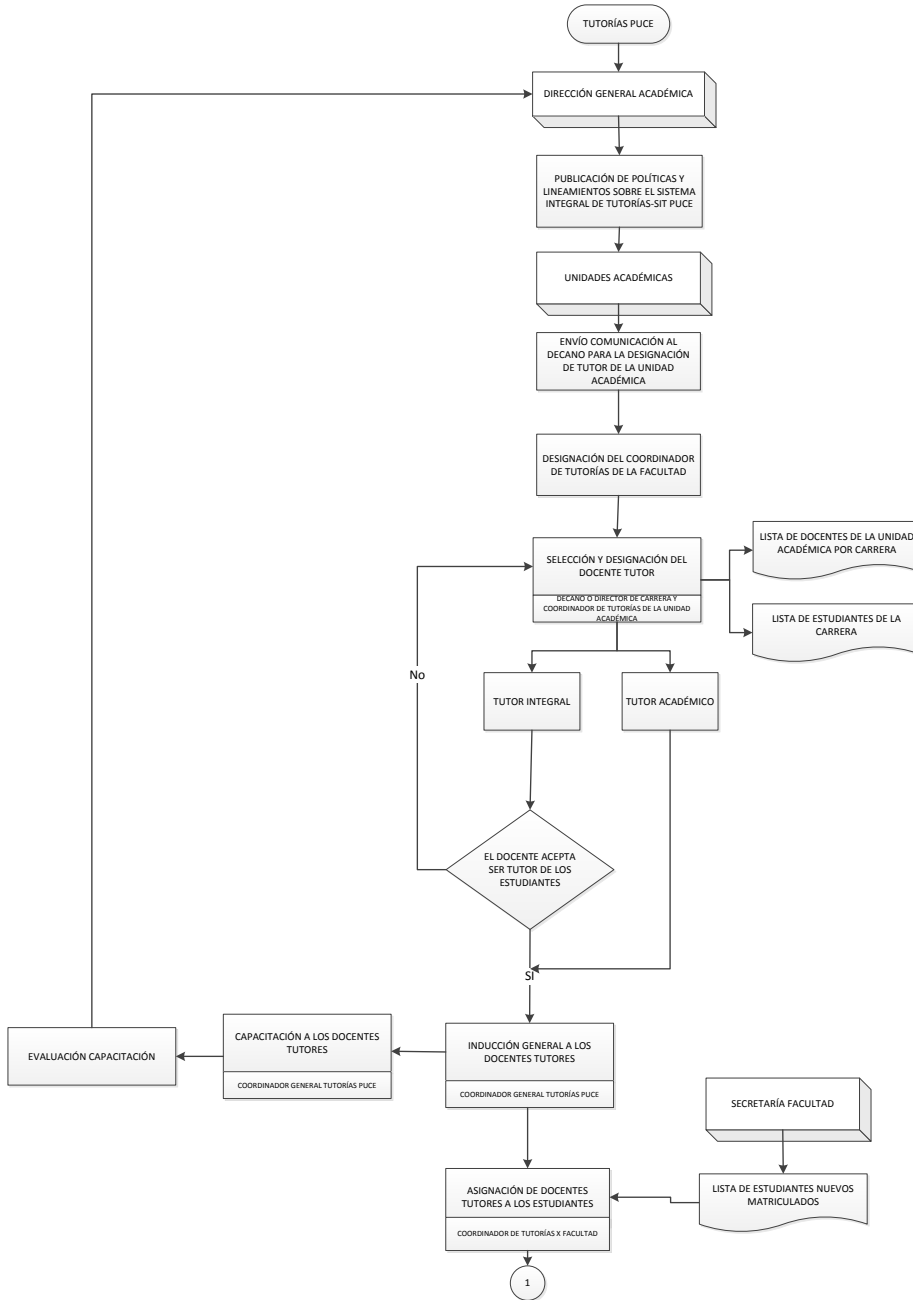 TUTORÍAS PUCE
DIRECCIÓN GENERAL ACADÉMICA
PUBLICACIÓN DE POLÍTICAS Y
LINEAMIENTOS SOBRE EL SISTEMA
INTEGRAL DE TUTORÍAS-SIT PUCE
UNIDADES ACADÉMICAS
ENVÍO COMUNICACIÓN AL
DECANO PARA LA DESIGNACIÓN
DE TUTOR DE LA UNIDAD
ACADÉMICA
DESIGNACIÓN DEL COORDINADOR
DE TUTORÍAS DE LA FACULTAD
SELECCIÓN Y DESIGNACIÓN DEL
DOCENTE TUTOR
DECANO O DIRECTOR DE CARRERA Y
COORDINADOR DE TUTORÍAS DE LA UNIDAD
ACADÉMICA
LISTA DE DOCENTES DE LA UNIDAD
ACADÉMICA POR CARRERA
LISTA DE ESTUDIANTES DE LA
CARRERA
No
TUTOR INTEGRAL
TUTOR ACADÉMICO
EL DOCENTE ACEPTA
SER TUTOR DE LOS
ESTUDIANTES
SI
INDUCCIÓN GENERAL A LOS
DOCENTES TUTORES
COORDINADOR GENERAL TUTORÍAS PUCE
CAPACITACIÓN A LOS DOCENTES
TUTORES
COORDINADOR GENERAL TUTORÍAS PUCE
EVALUACIÓN CAPACITACIÓN
SECRETARÍA FACULTAD
LISTA DE ESTUDIANTES NUEVOS
MATRICULADOS
ASIGNACIÓN DE DOCENTES
TUTORES A LOS ESTUDIANTES
COORDINADOR DE TUTORÍAS X FACULTAD
1